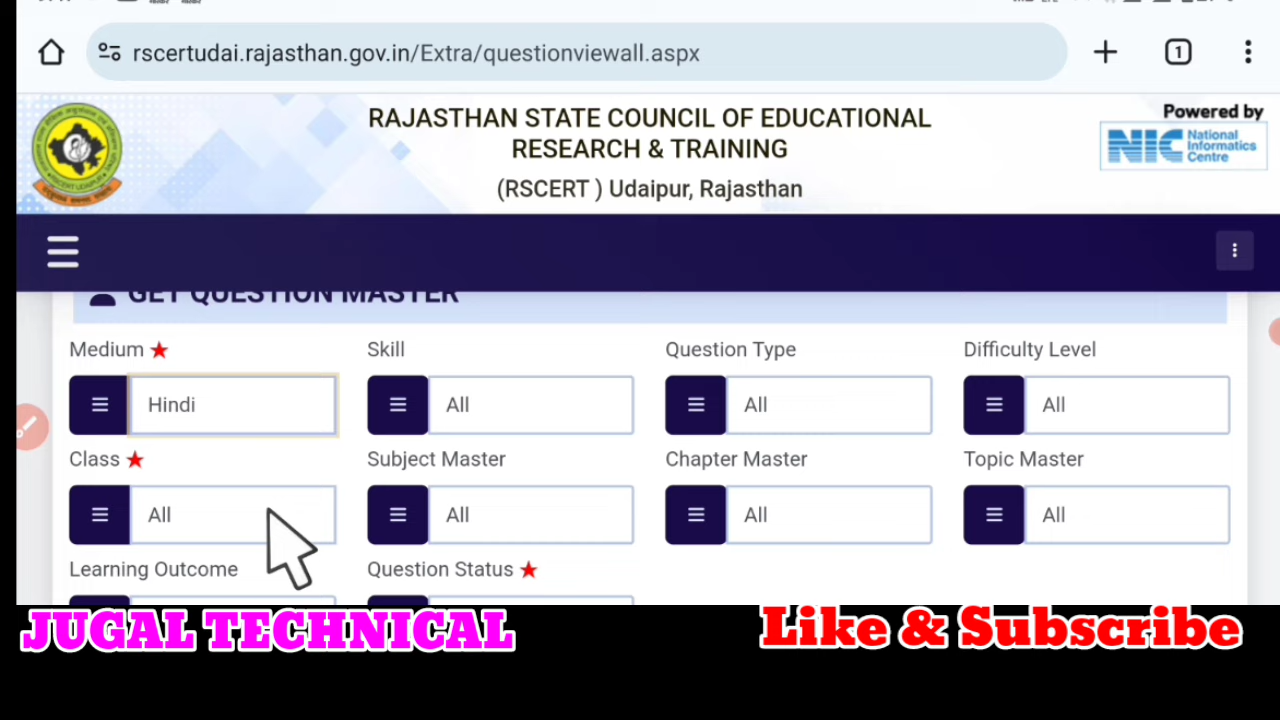 rscertudai.rajasthan.gov.in/Extra/questionviewall.aspx
1
RAJASTHAN STATE COUNCIL OF EDUCATIONAL
RESEARCH & TRAINING
(RSCERT ) Udaipur, Rajasthan
Powered by
NIC National
Informatics
Centre
GET QUESTION MASTER
Medium ★ Skill Question Type Difficulty Level
Hindi All All All
Class ★ Subject Master Chapter Master Topic Master
All All All All
Learning Outcome Question Status ★
JUGAL TECHNICAL Like & Subscribe